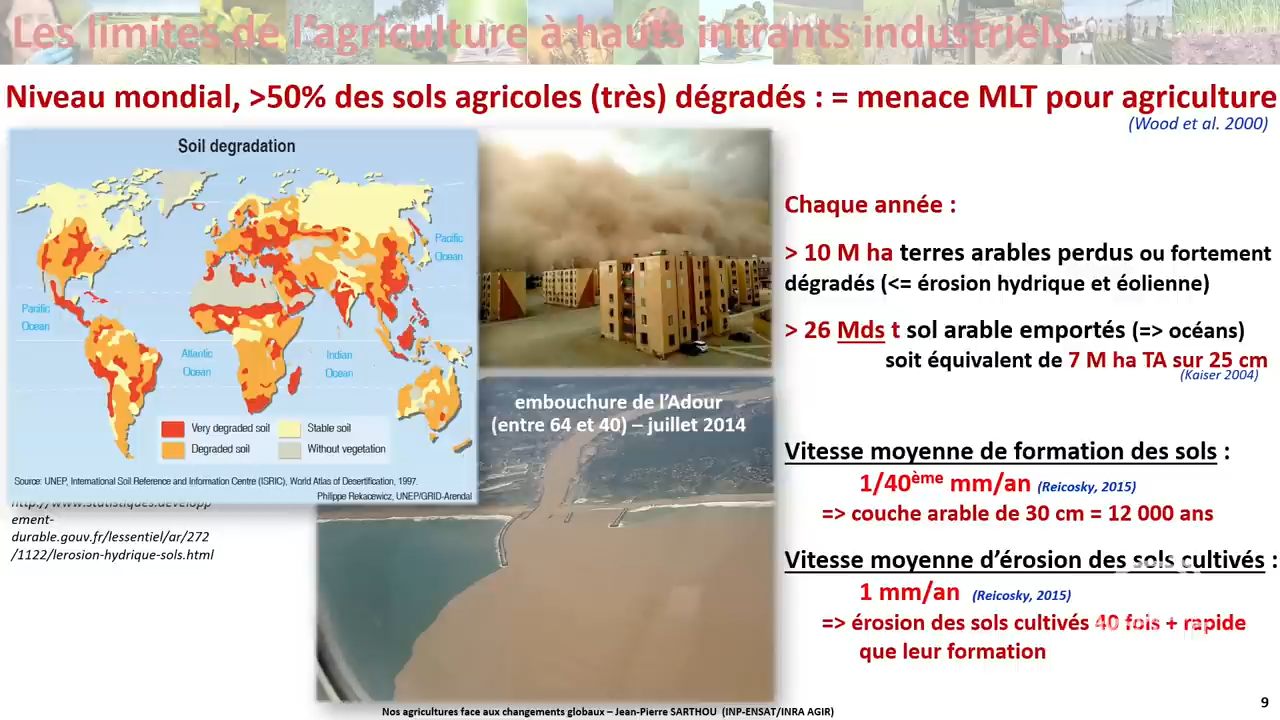 Les limites de l'agriculture à hauts intrants industriels
Niveau mondial, >50% des sols agricoles (très) dégradés : = menace MLT pour agriculture
(Wood et al. 2000)
Soil degradation
Pacific
Ocean
Pacific
Ocean
Atlantic
Ocean
Indian
Ocean
Very degraded soil
Stable soil
Degraded soil
Without vegetation
Source: UNEP, International Soil Reference and Information Centre (ISRIC), World Atlas of Desertification, 1997.
Philippe Rekacewicz, UNEP/GRID-Arendal
http://www.statistiques.developp
ement-
durable.gouv.fr/lessentiel/ar/272
/1122/lerosion-hydrique-sols.html
embouchure de l'Adour
(entre 64 et 40) – juillet 2014
Chaque année :
> 10 M ha terres arables perdus ou fortement
dégradés (<= érosion hydrique et éolienne)
> 26 Mds t sol arable emportés (=> océans)
soit équivalent de 7 M ha TA sur 25 cm
(Kaiser 2004)
Vitesse moyenne de formation des sols :
1/40ème mm/an (Reicosky, 2015)
=> couche arable de 30 cm = 12 000 ans
Vitesse moyenne d'érosion des sols cultivés :
1 mm/an (Reicosky, 2015)
=> érosion des sols cultivés 40 fois + rapide
que leur formation
Nos agricultures face aux changements globaux – Jean-Pierre SARTHOU (INP-ENSAT/INRA AGIR)
9